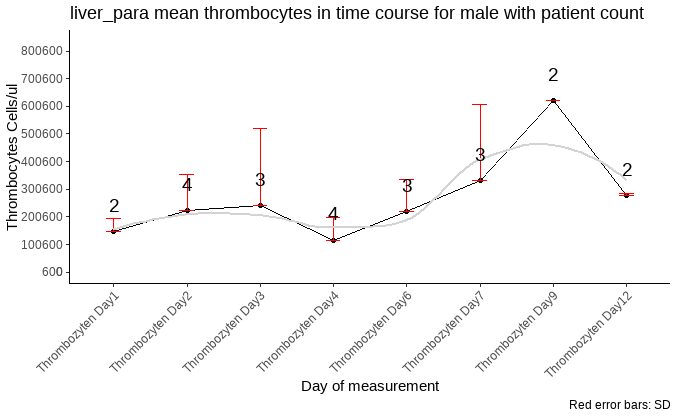 liver_para mean thrombocytes in time course for male with patient count
Thrombocytes Cells/ul
800600
700600
600600
500600
400600
300600
200600
100600
600
2
4
3
4
3
3
2
2
Thrombozyten Day1
Thrombozyten Day2
Thrombozyten Day3
Thrombozyten Day4
Thrombozyten Day6
Thrombozyten Day7
Thrombozyten Day9
Thrombozyten Day12
Day of measurement
Red error bars: SD